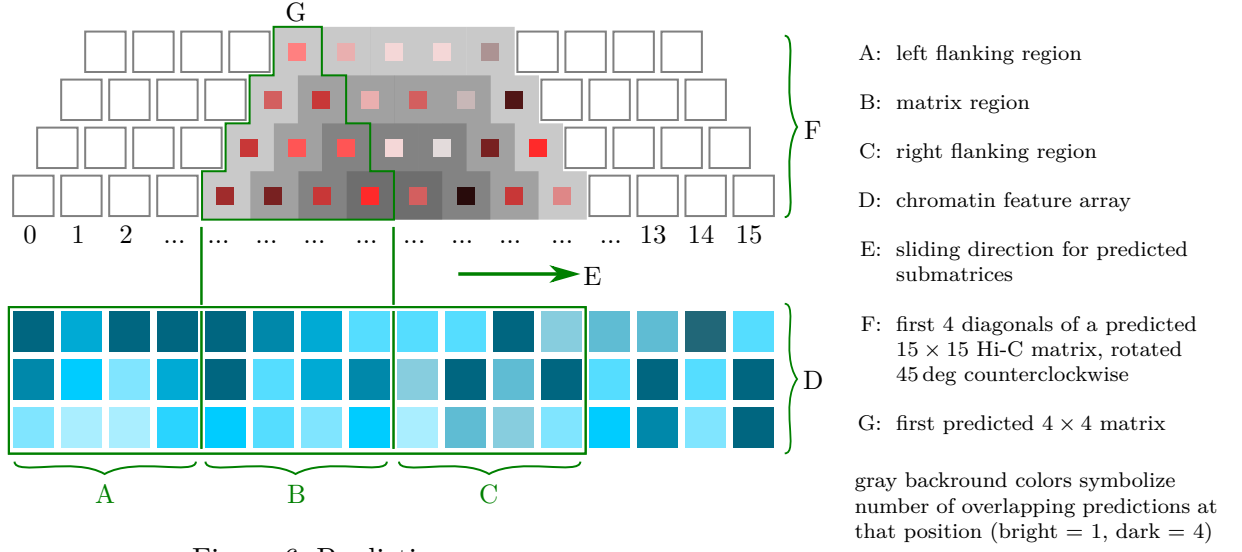 G
F
0 1 2 ... ... ... ... ... ... ... ... ... ... 13 14 15
E
D
A B C
A: left flanking region
B: matrix region
C: right flanking region
D: chromatin feature array
E: sliding direction for predicted
submatrices
F: first 4 diagonals of a predicted
15 × 15 Hi-C matrix, rotated
45 deg counterclockwise
G: first predicted 4 × 4 matrix
gray backround colors symbolize
number of overlapping predictions at
that position (bright = 1, dark = 4)